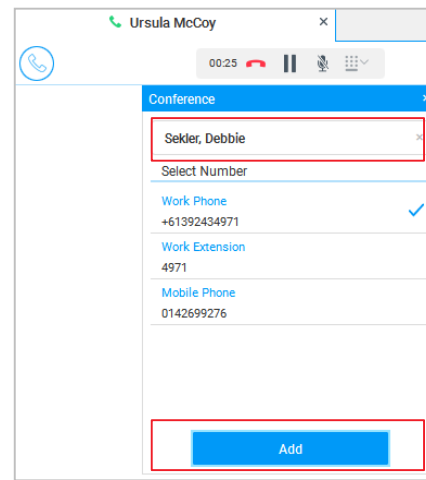 Ursula McCoy
00:25
Conference
Sekler, Debbie
Select Number
Work Phone
+61392434971
Work Extension
4971
Mobile Phone
0142699276
Add